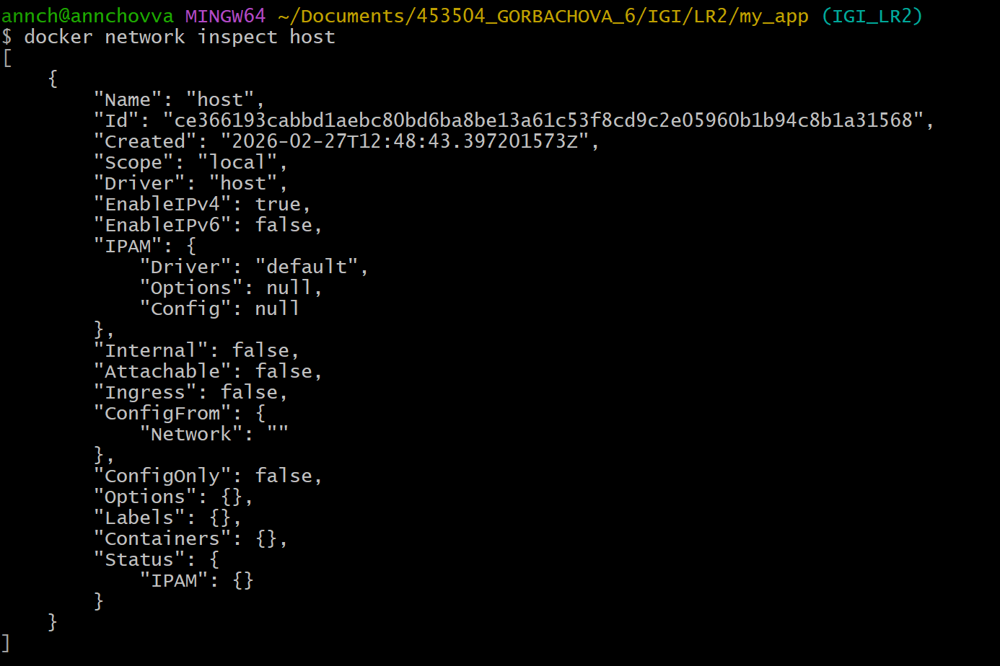 annch@annchovva MINGW64 ~/Documents/453504_GORBACHOVA_6/IGI/LR2/my_app (IGI_LR2)
$ docker network inspect host
[
    {
        "Name": "host",
        "Id": "ce366193cabbd1aebc80bd6ba8be13a61c53f8cd9c2e05960b1b94c8b1a31568",
        "Created": "2026-02-27T12:48:43.397201573Z",
        "Scope": "local",
        "Driver": "host",
        "EnableIPv4": true,
        "EnableIPv6": false,
        "IPAM": {
            "Driver": "default",
            "Options": null,
            "Config": null
        },
        "Internal": false,
        "Attachable": false,
        "Ingress": false,
        "ConfigFrom": {
            "Network": ""
        },
        "ConfigOnly": false,
        "Options": {},
        "Labels": {},
        "Containers": {},
        "Status": {
            "IPAM": {}
        }
    }
]